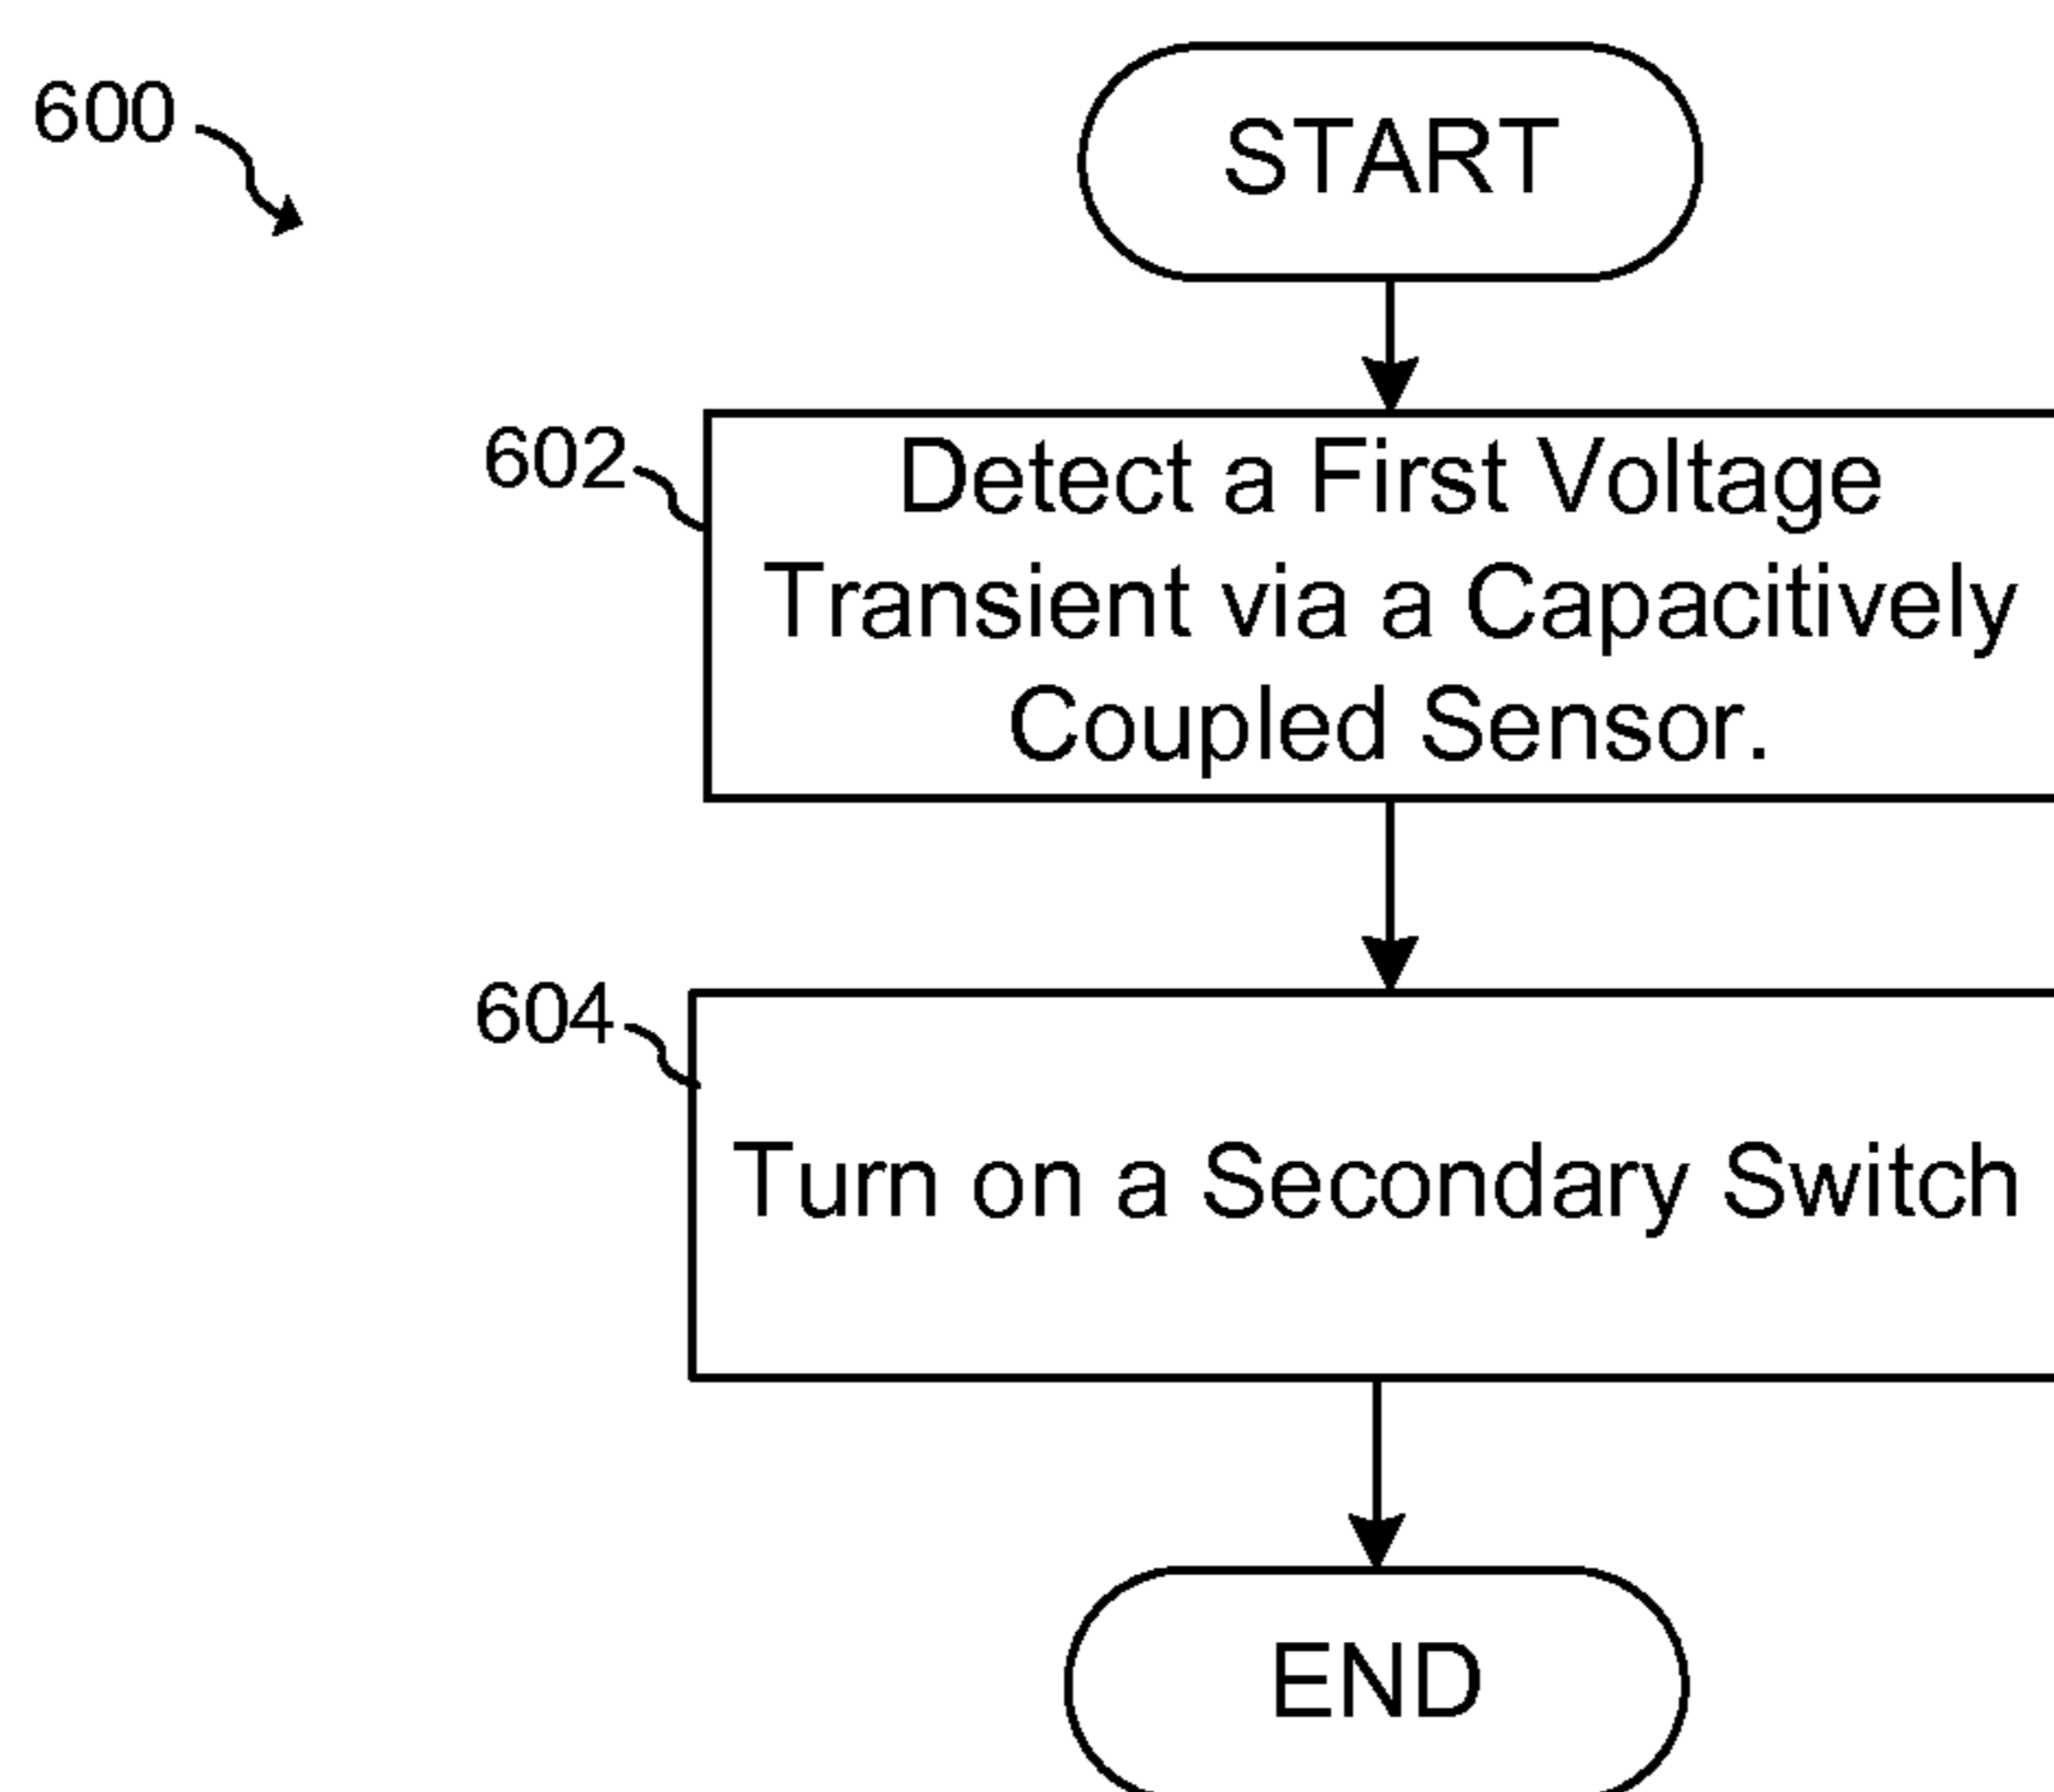 600
START
602
Detect a First Voltage
Transient via a Capacitively
Coupled Sensor.
604
Turn on a Secondary Switch
END